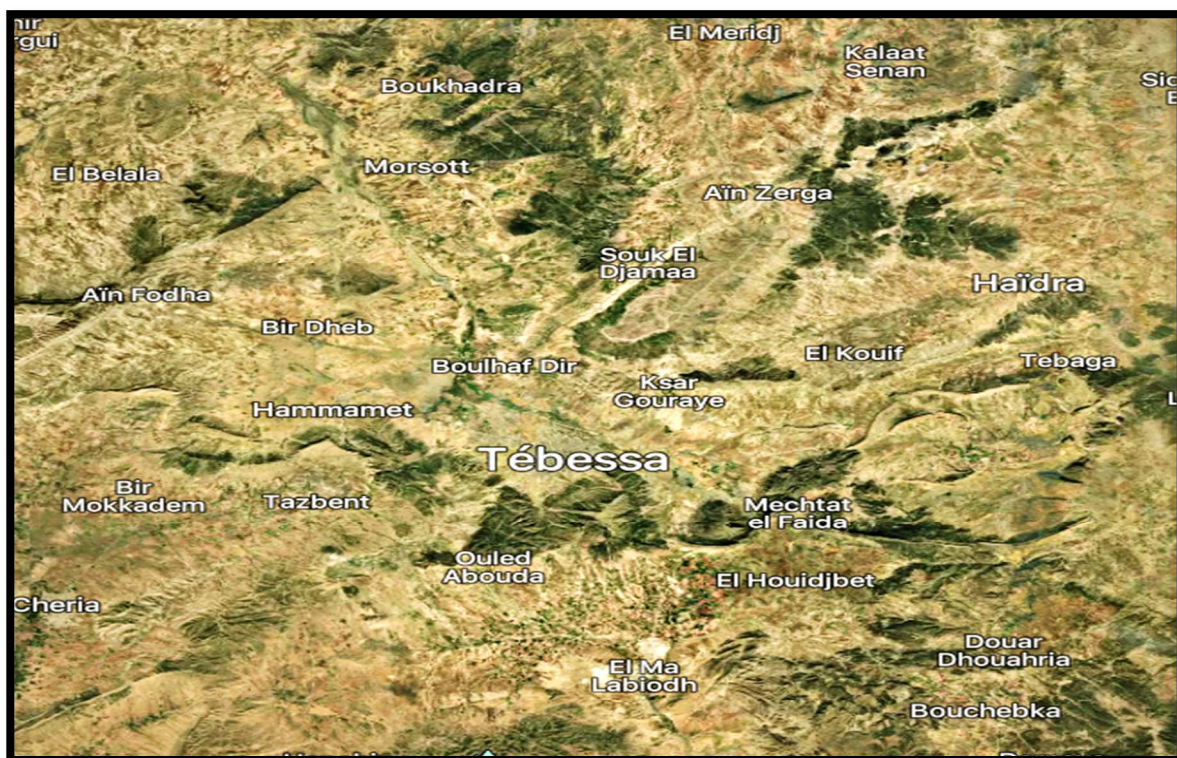 El Meridj
Kalaat
Senan
Boukhadra
Morsott
El Belala
Aïn Zerga
Souk El
Djamaa
Haïdra
Aïn Fodha
Bir Dheb
El Kouif
Tebaga
Boulhaf Dir
Ksar
Gouraye
Hammamet
Tébessa
Bir
Mokkadem
Tazbent
Mechtat
el Faida
Ouled
Abouda
El Houidjbet
Cheria
Douar
Dhouahria
El Ma
Labiodh
Bouchebka